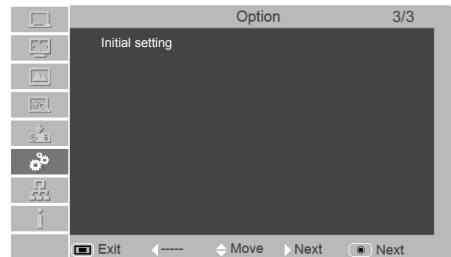 Option 3/3
Initial setting
Exit ----- Move Next Next